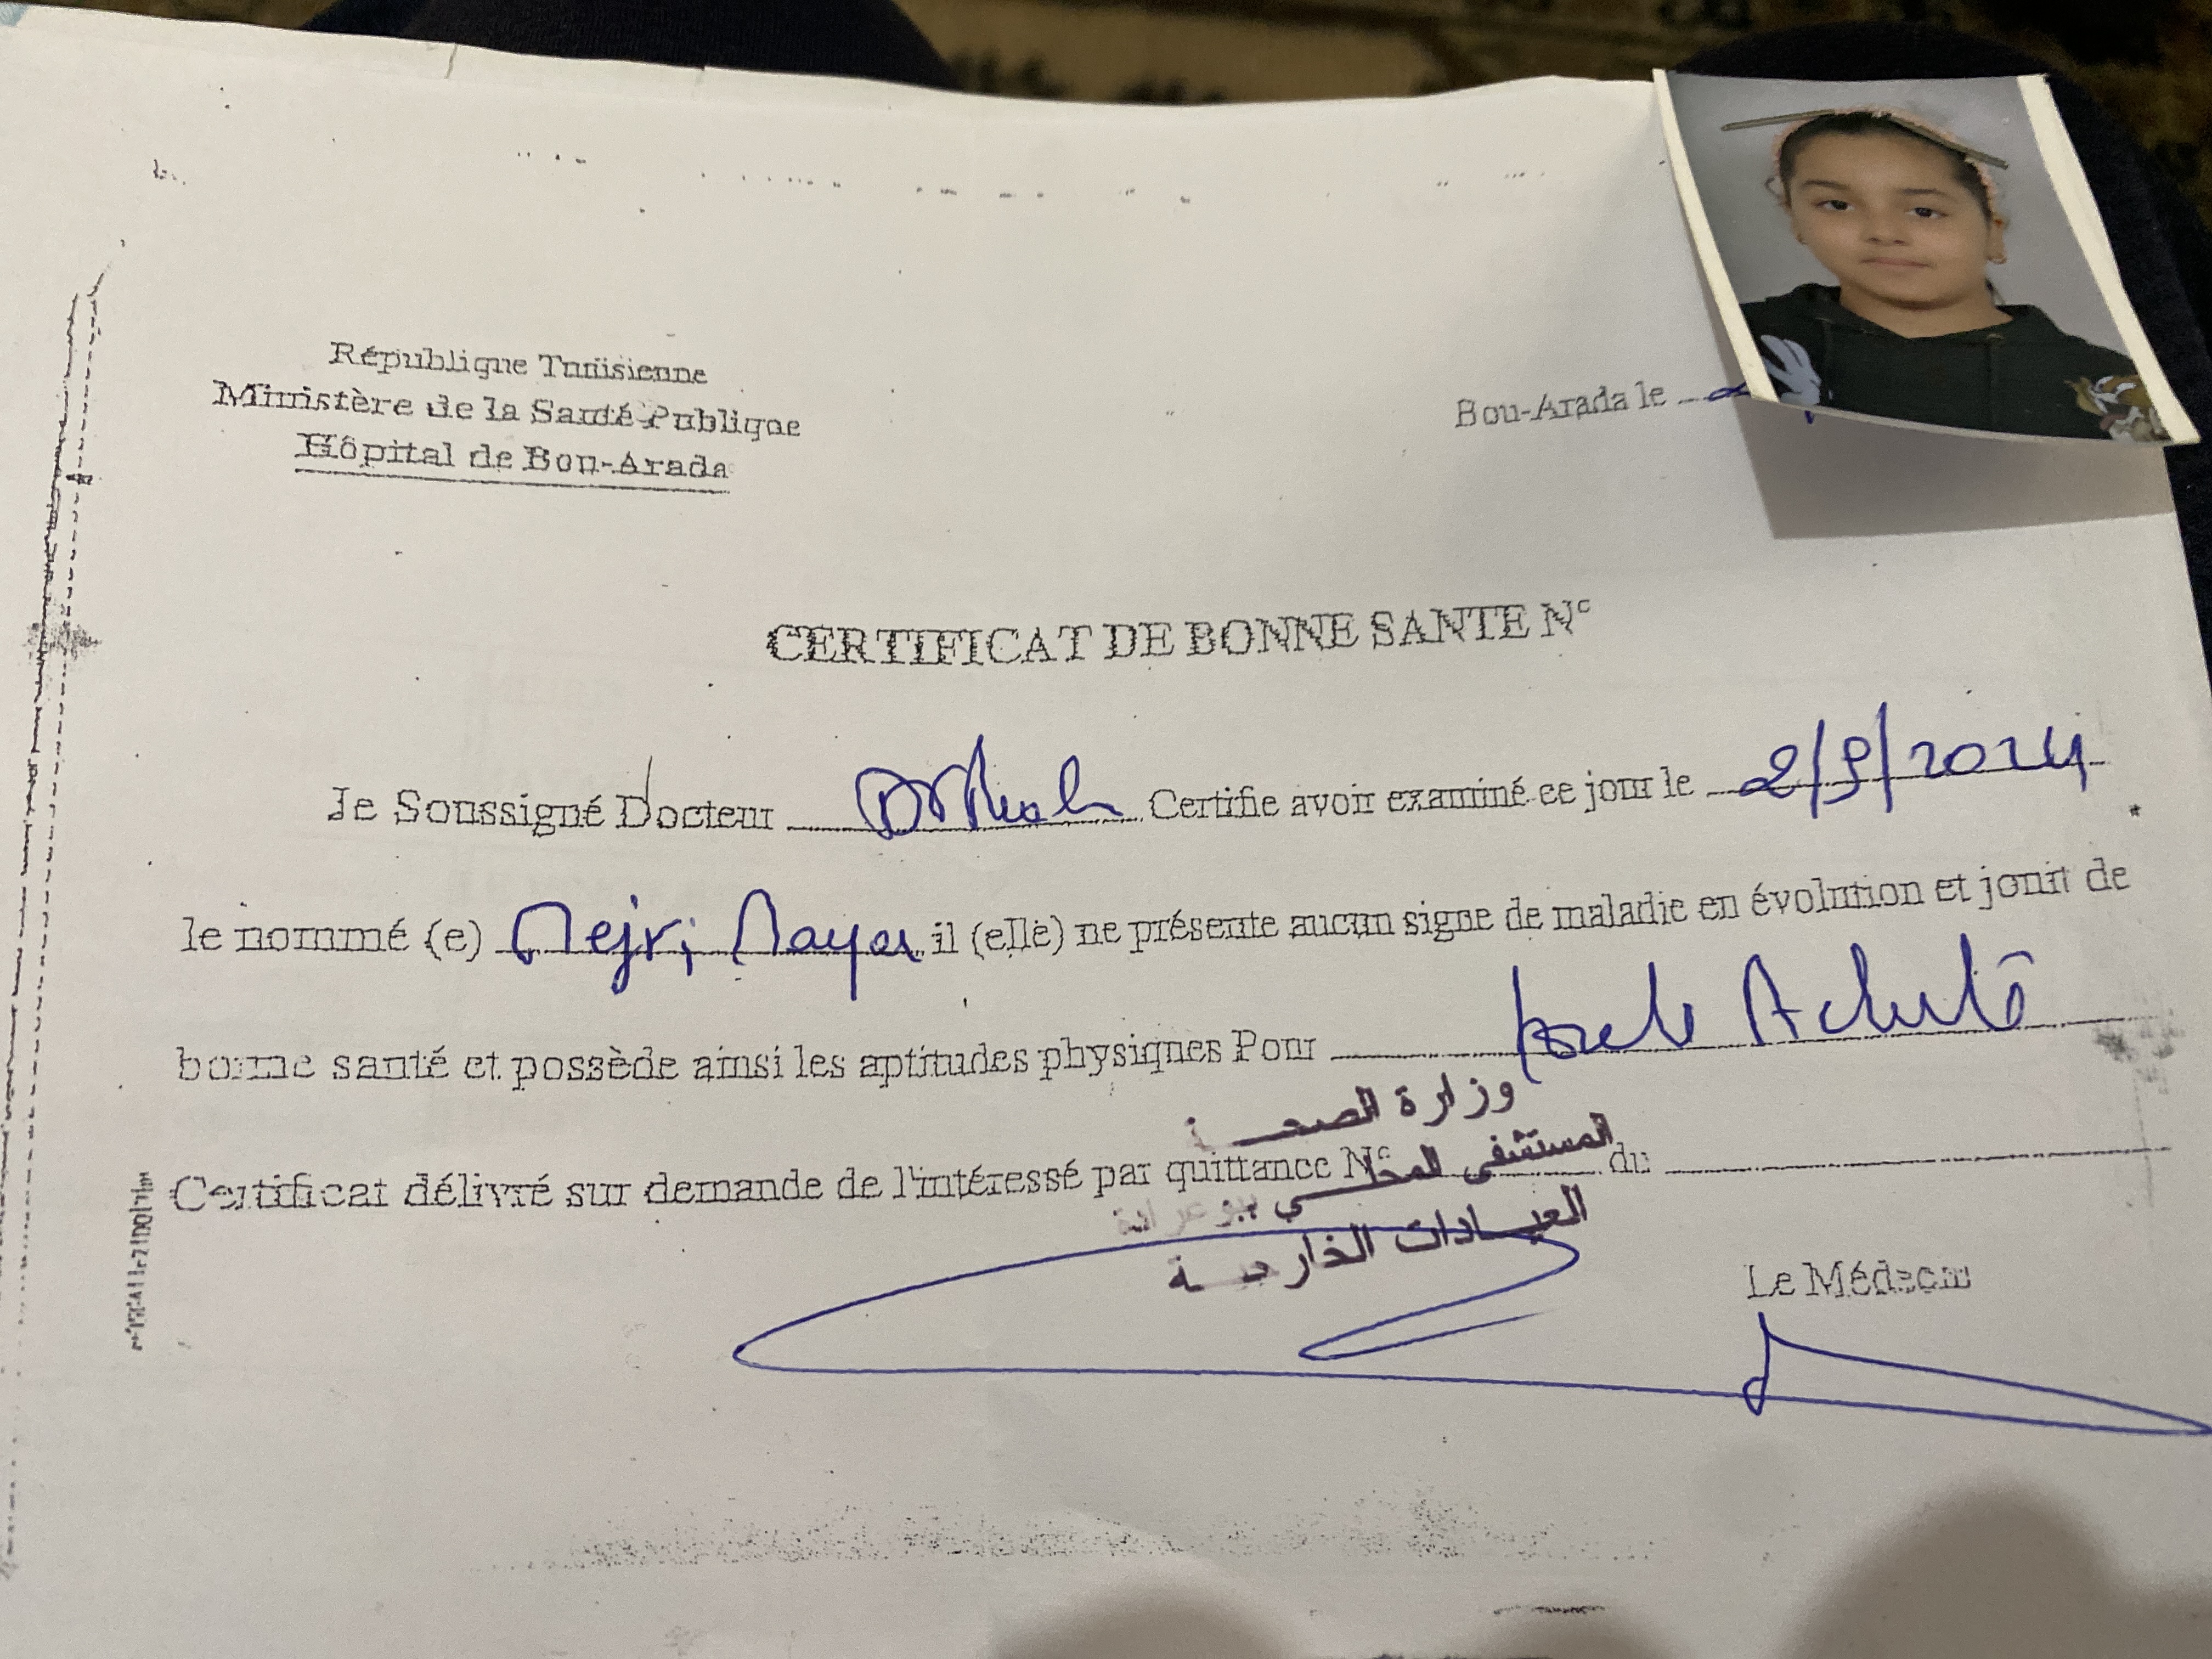 République Tunisienne
Ministère de la Santé Publique
Hôpital de Bou-Arada
Bou-Arada le
CERTIFICAT DE BONNE SANTE N°
Je Soussigné Docteur Certifie avoir examiné ce jour le 2/9/2024
le nommé (e) Mejri Maya il (elle) ne présente aucun signe de maladie en évolution et jouit de
bonne santé et possède ainsi les aptitudes physiques Pour
وزارة الصحة
المستشفى المحلي ببوعرادة
Certificat délivré sur demande de l'intéressé par quittance N° du
العيادات الخارجية
Le Médecin